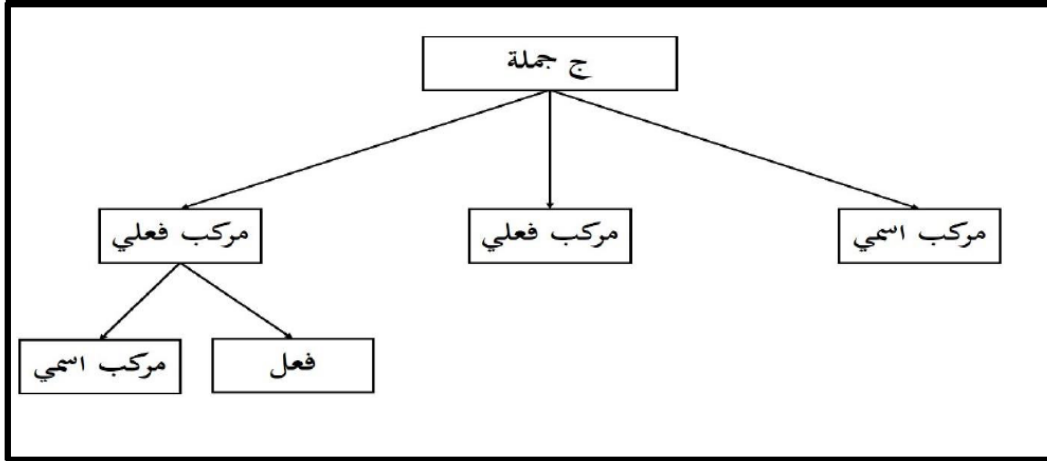 ج جملة
مركب اسمي
مركب فعلي
مركب فعلي
فعل
مركب اسمي